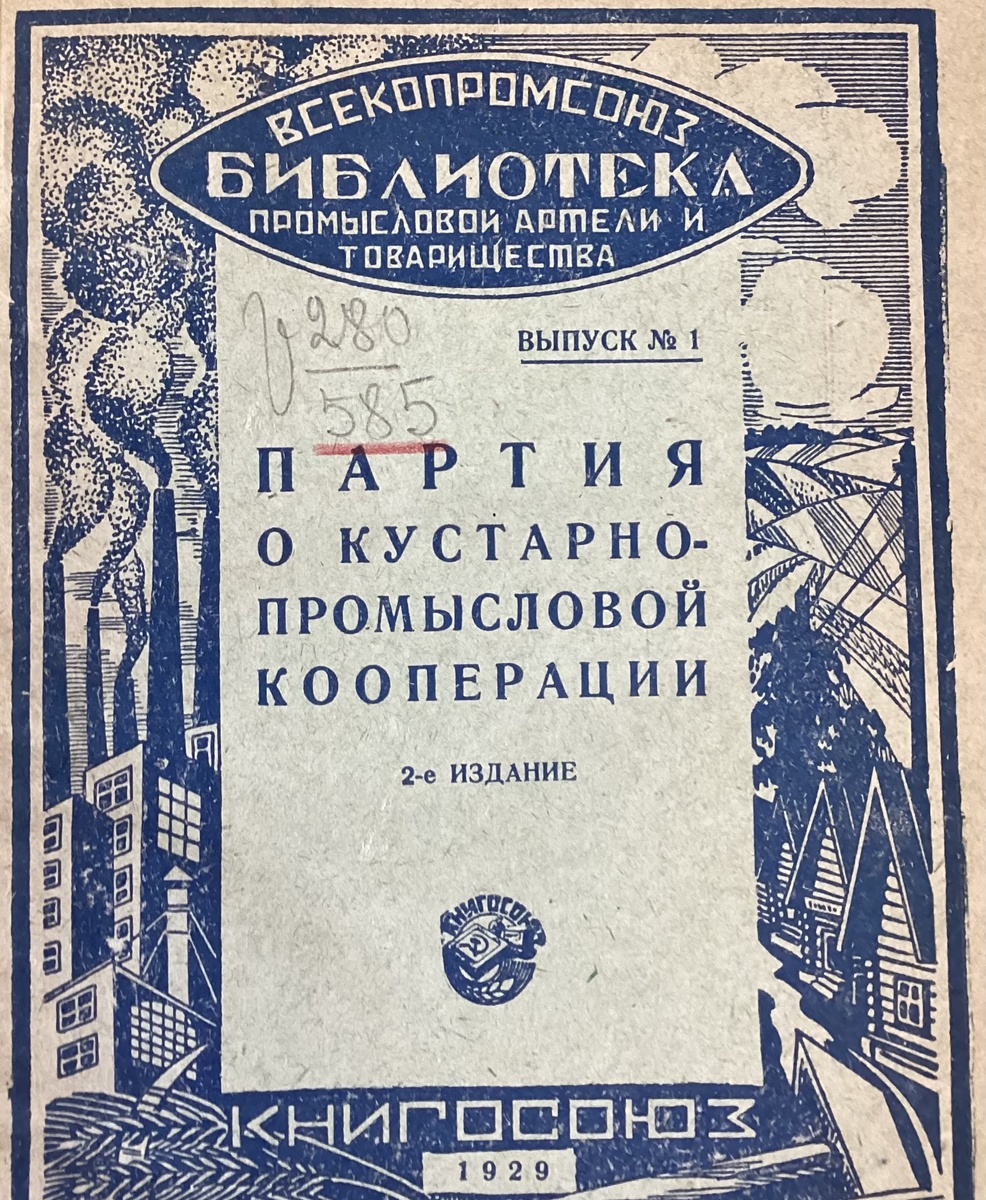 ВСЕКОПРОМСОЮЗ
БИБЛИОТЕКА
ПРОМЫСЛОВОЙ АРТЕЛИ И
ТОВАРИЩЕСТВА
280
585
ВЫПУСК № 1
ПАРТИЯ
О КУСТАРНО-
ПРОМЫСЛОВОЙ
КООПЕРАЦИИ
2-е ИЗДАНИЕ
КНИГОСОЮЗ
КНИГОСОЮЗ
1929